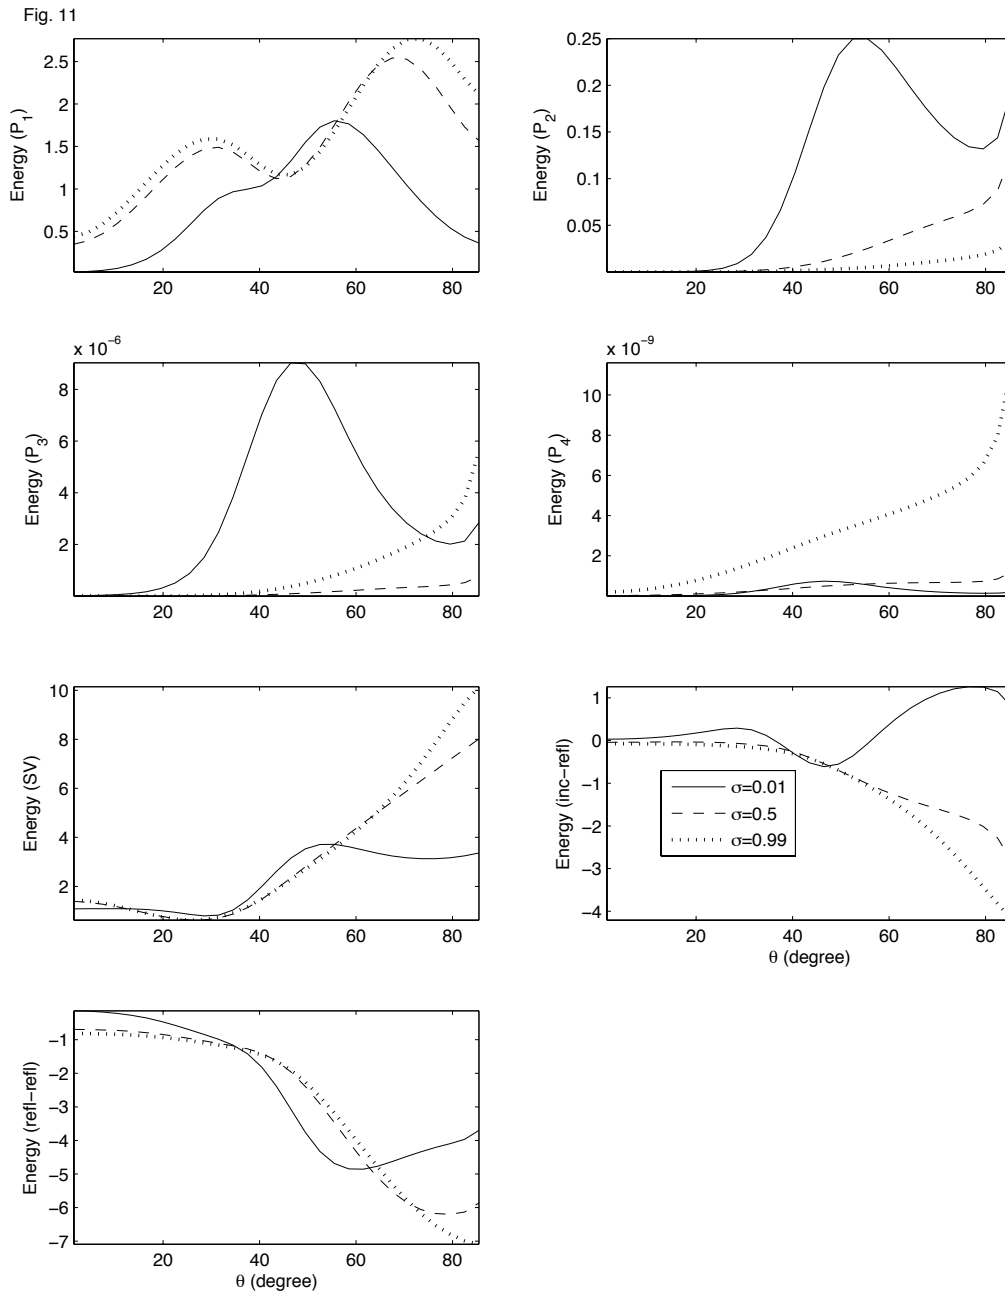 Fig. 11
Energy (P1)
2.5
2
1.5
1
0.5
20 40 60 80
Energy (P2)
0.25
0.2
0.15
0.1
0.05
20 40 60 80
x 10^-6
Energy (P3)
8
6
4
2
20 40 60 80
x 10^-9
Energy (P4)
10
8
6
4
2
20 40 60 80
Energy (SV)
10
8
6
4
2
20 40 60 80
Energy (inc-refl)
1
0
−1
−2
−3
−4
σ=0.01
σ=0.5
σ=0.99
20 40 60 80
θ (degree)
Energy (refl-refl)
−1
−2
−3
−4
−5
−6
−7
20 40 60 80
θ (degree)